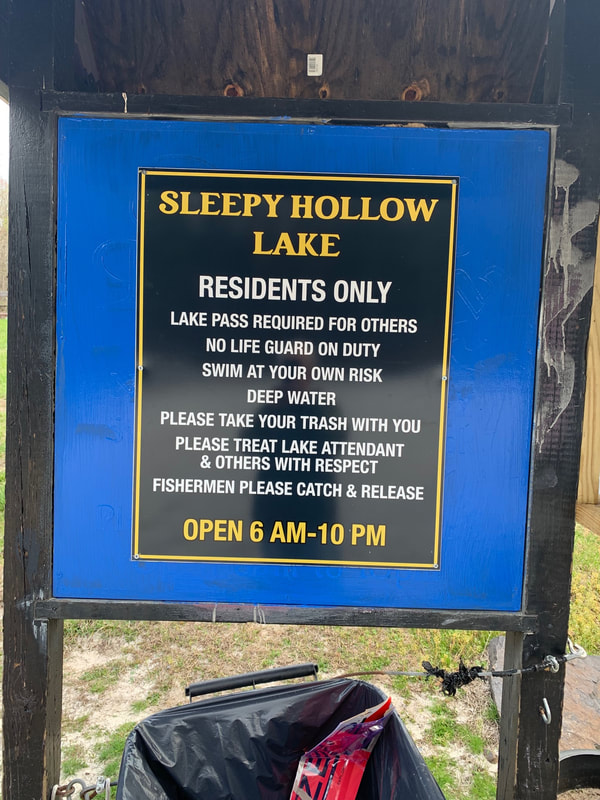 SLEEPY HOLLOW
LAKE
RESIDENTS ONLY
LAKE PASS REQUIRED FOR OTHERS
NO LIFE GUARD ON DUTY
SWIM AT YOUR OWN RISK
DEEP WATER
PLEASE TAKE YOUR TRASH WITH YOU
PLEASE TREAT LAKE ATTENDANT
& OTHERS WITH RESPECT
FISHERMEN PLEASE CATCH & RELEASE
OPEN 6 AM-10 PM